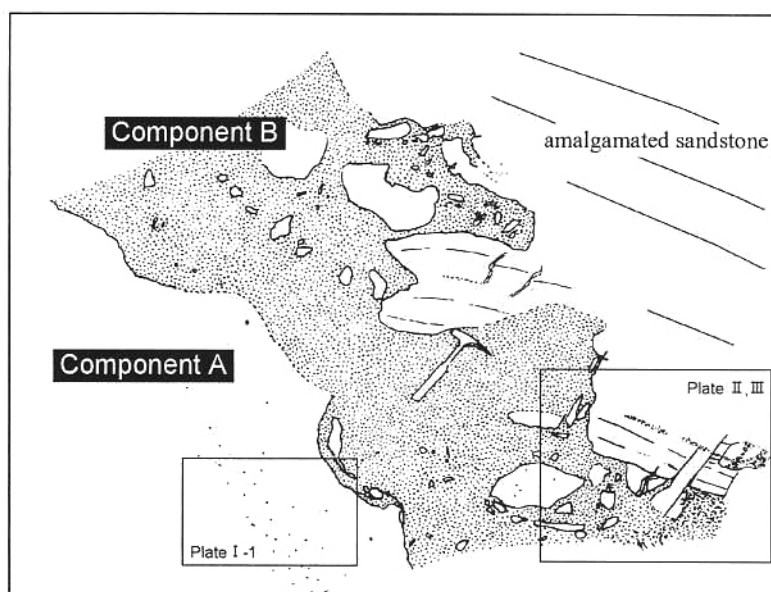 Component B
amalgamated sandstone
Component A
Plate Ⅱ,Ⅲ
Plate Ⅰ-1